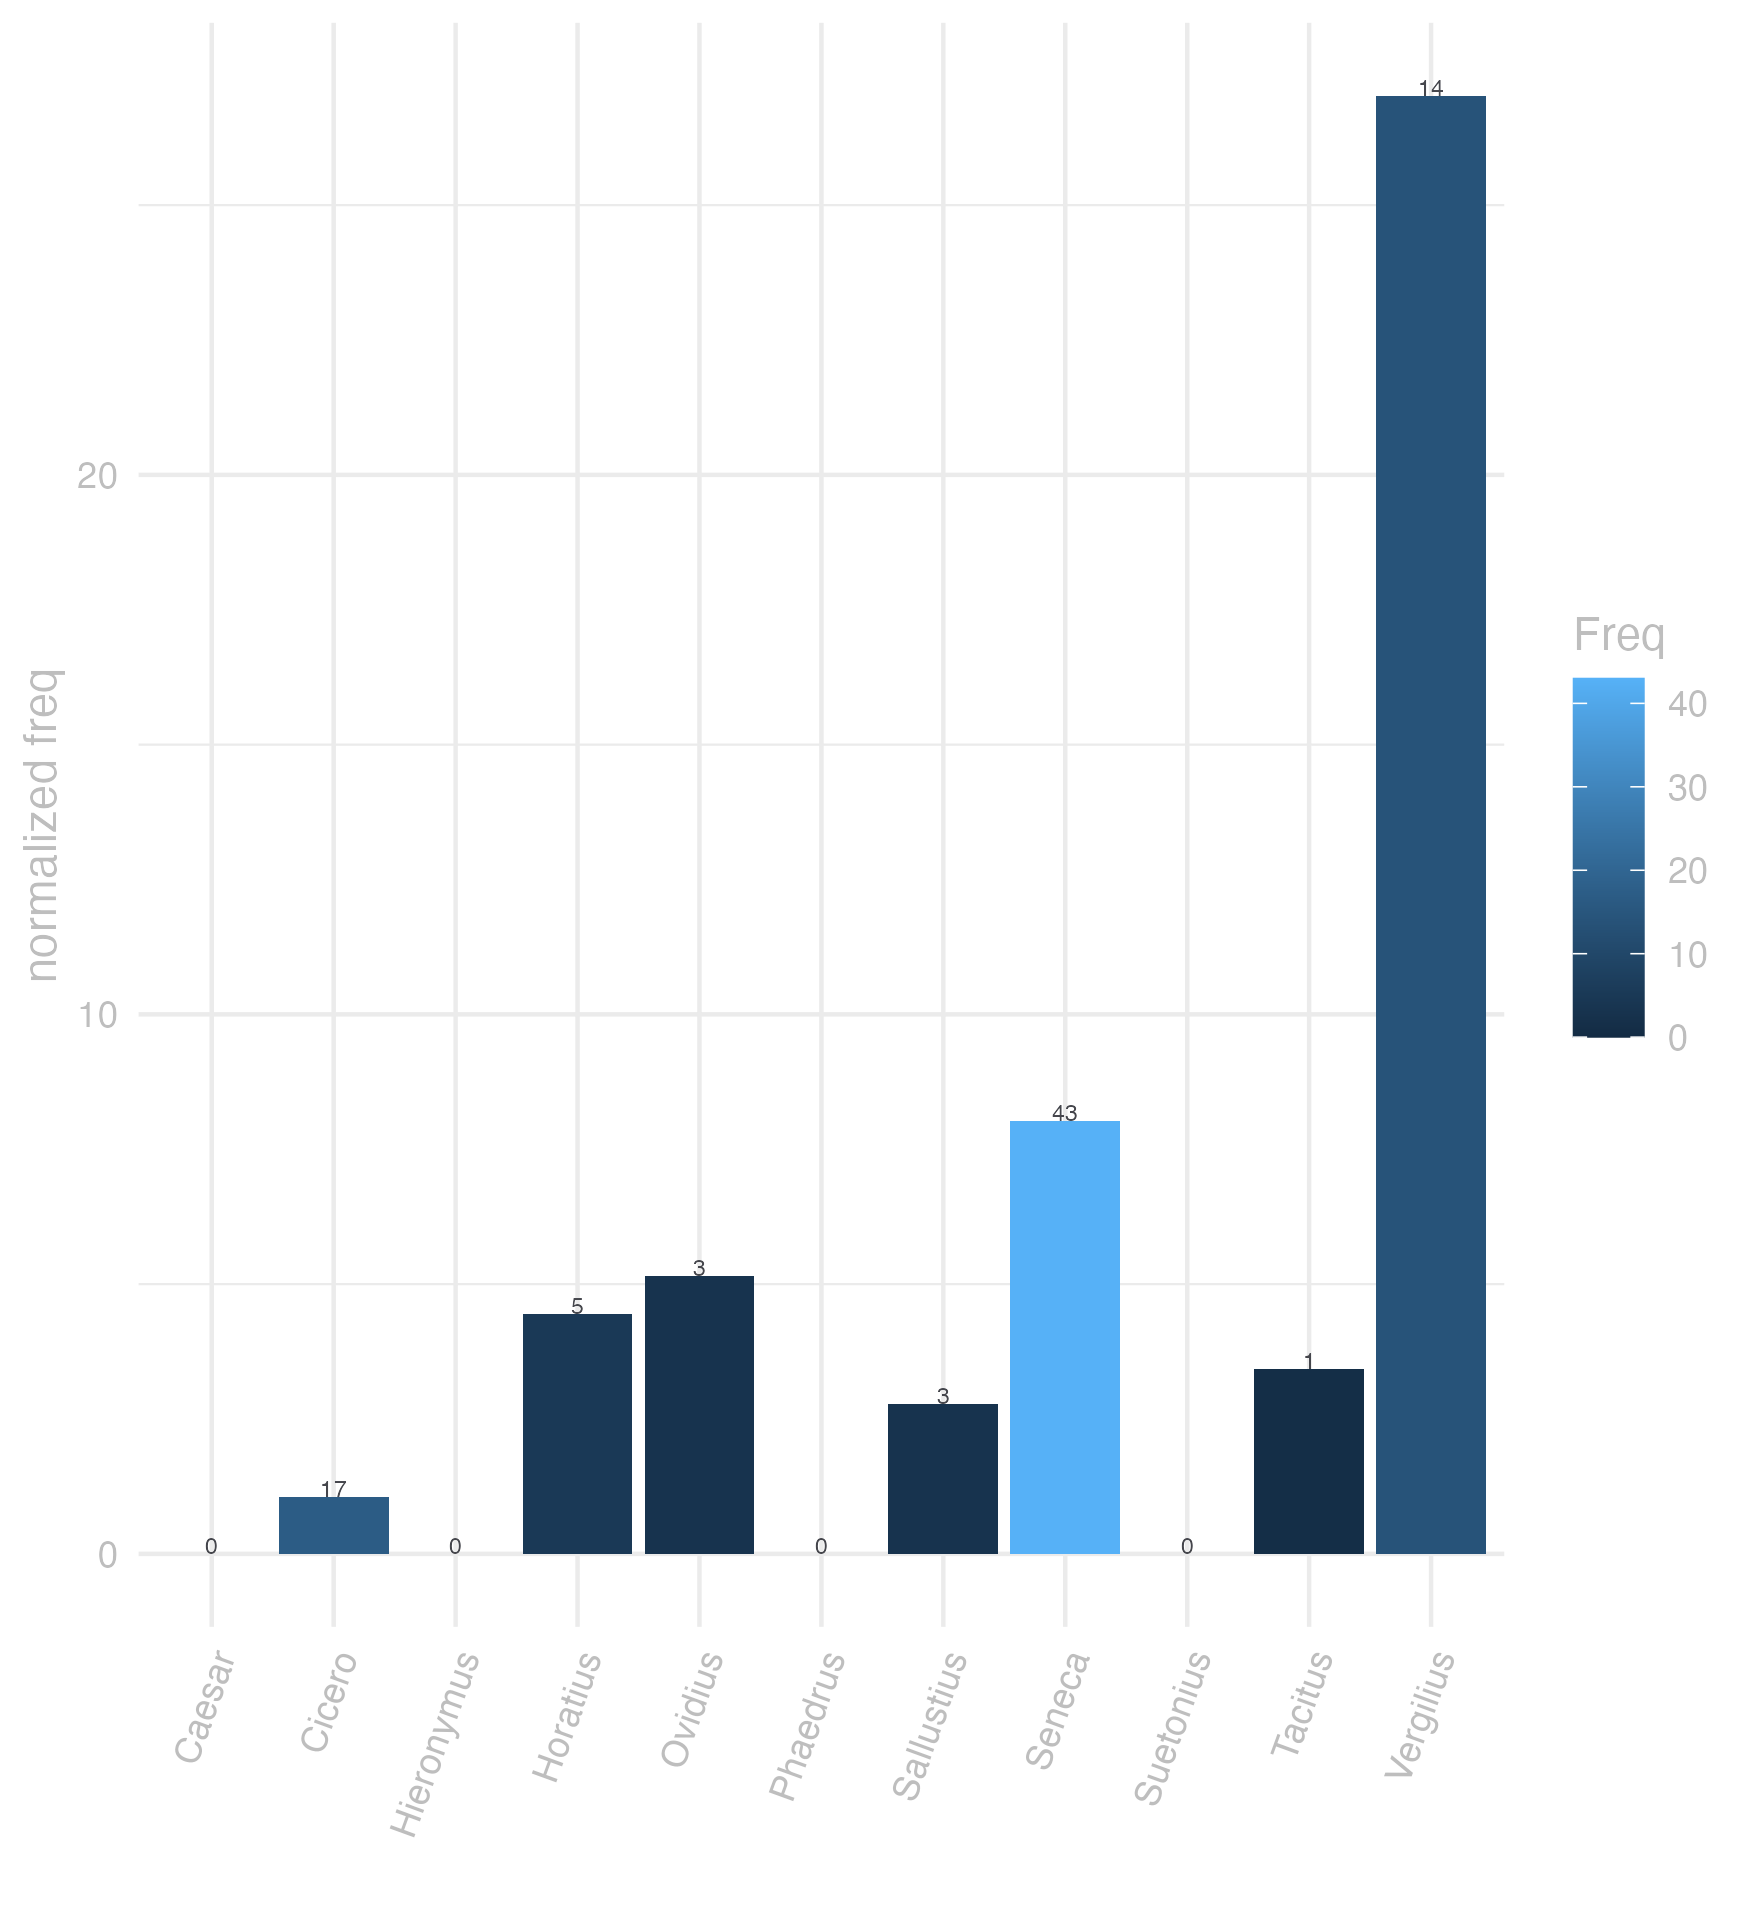 14
20
Freq
40
30
20
10
0
normalized freq
10
43
3
5
1
3
17
0
0
0
0
0
Caesar
Cicero
Hieronymus
Horatius
Ovidius
Phaedrus
Sallustius
Seneca
Suetonius
Tacitus
Vergilius